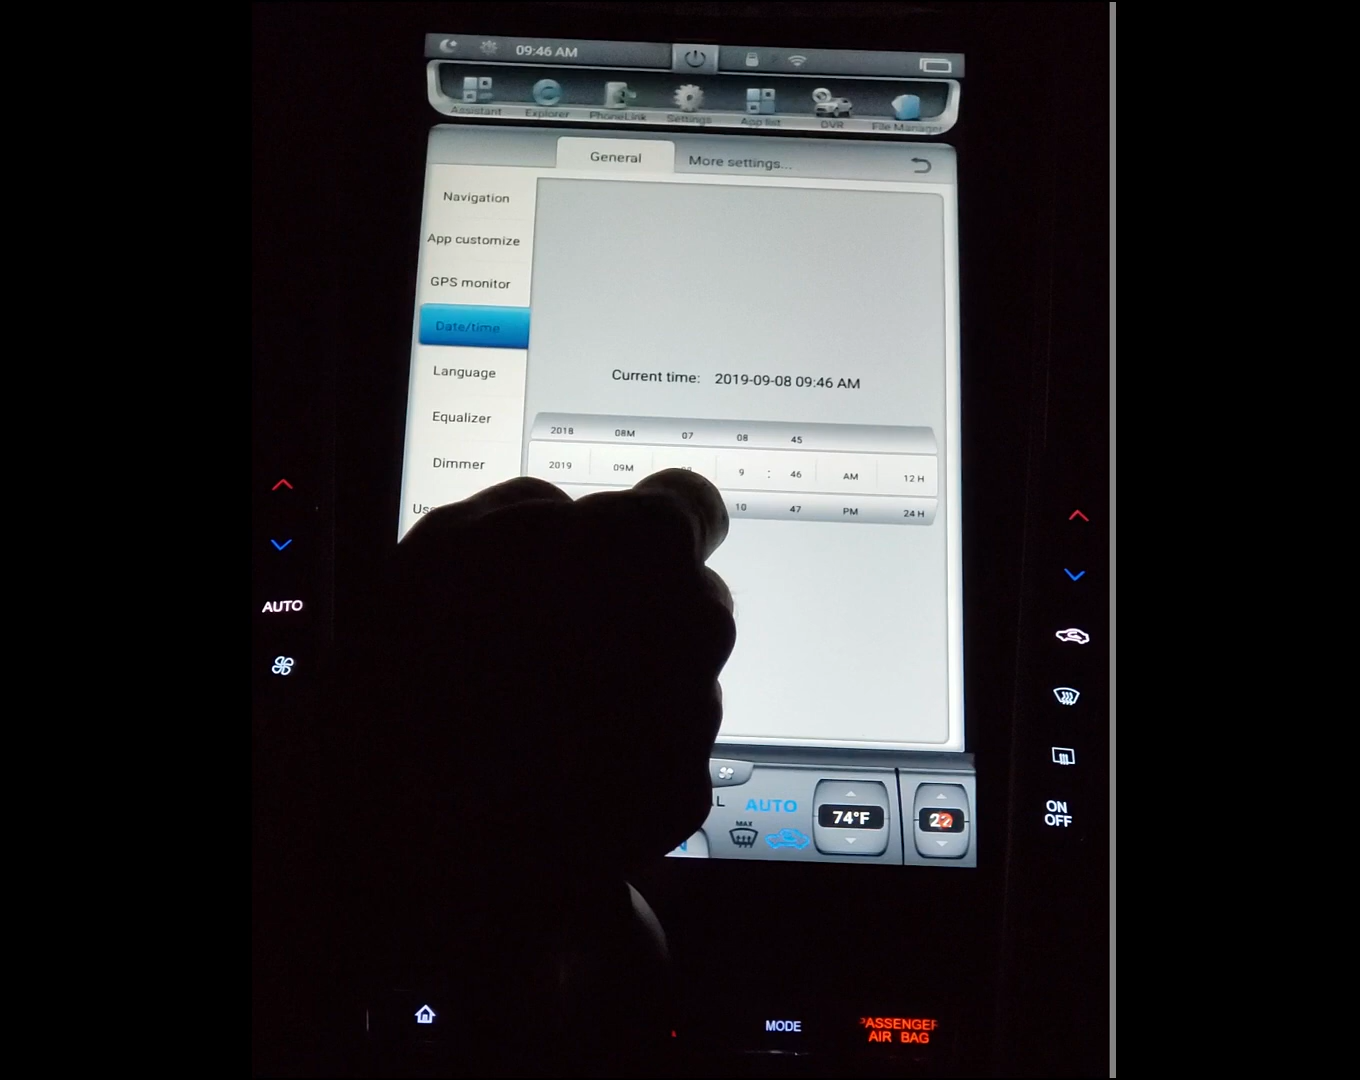 09:46 AM
Assistant Explorer PhoneLink Settings App list DVR File Manager
General More settings...
Navigation
App customize
GPS monitor
Date/time
Language
Equalizer
Dimmer
Current time: 2019-09-08 09:46 AM
2018 08M 07 08 45
2019 09M 9 : 46 AM 12 H
10 47 PM 24 H
AUTO
AUTO
MAX
74°F
ON
OFF
MODE
PASSENGER
AIR BAG